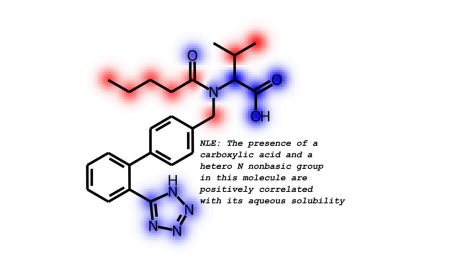 O
N
O
OH
NLE: The presence of a
carboxylic acid and a
hetero N nonbasic group
in this molecule are
positively correlated
with its aqueous solubility
H
N
N
N
N